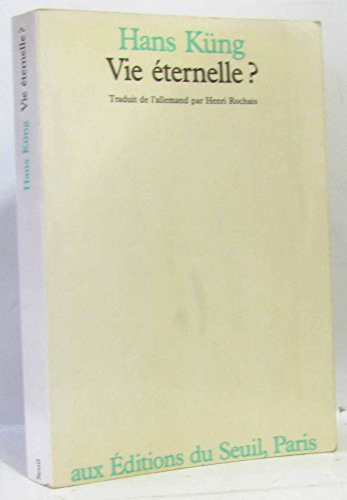 Hans Küng
Vie éternelle?
Traduit de l'allemand par Henri Rochais
aux Éditions du Seuil, Paris
Hans Küng Vie éternelle?
Seuil